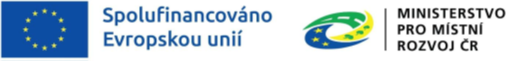 Spolufinancováno
Evropskou unií
MINISTERSTVO
PRO MÍSTNÍ
ROZVOJ ČR